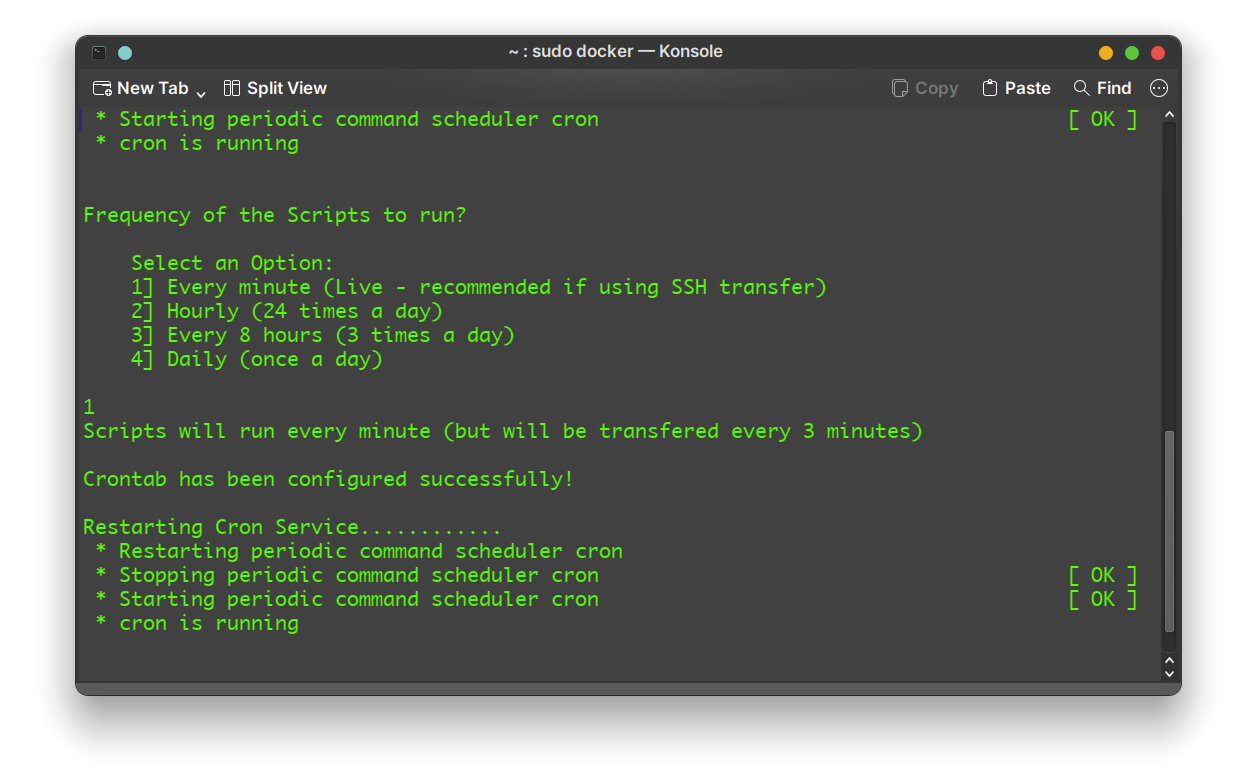 ~ : sudo docker — Konsole
New Tab
Split View
Copy
Paste
Find
* Starting periodic command scheduler cron [ OK ]
* cron is running
Frequency of the Scripts to run?
Select an Option:
1] Every minute (Live - recommended if using SSH transfer)
2] Hourly (24 times a day)
3] Every 8 hours (3 times a day)
4] Daily (once a day)
1
Scripts will run every minute (but will be transfered every 3 minutes)
Crontab has been configured successfully!
Restarting Cron Service............
* Restarting periodic command scheduler cron
* Stopping periodic command scheduler cron [ OK ]
* Starting periodic command scheduler cron [ OK ]
* cron is running